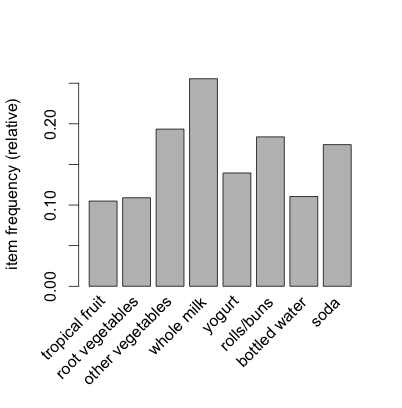 item frequency (relative)
0.20
0.10
0.00
tropical fruit
root vegetables
other vegetables
whole milk
yogurt
rolls/buns
bottled water
soda